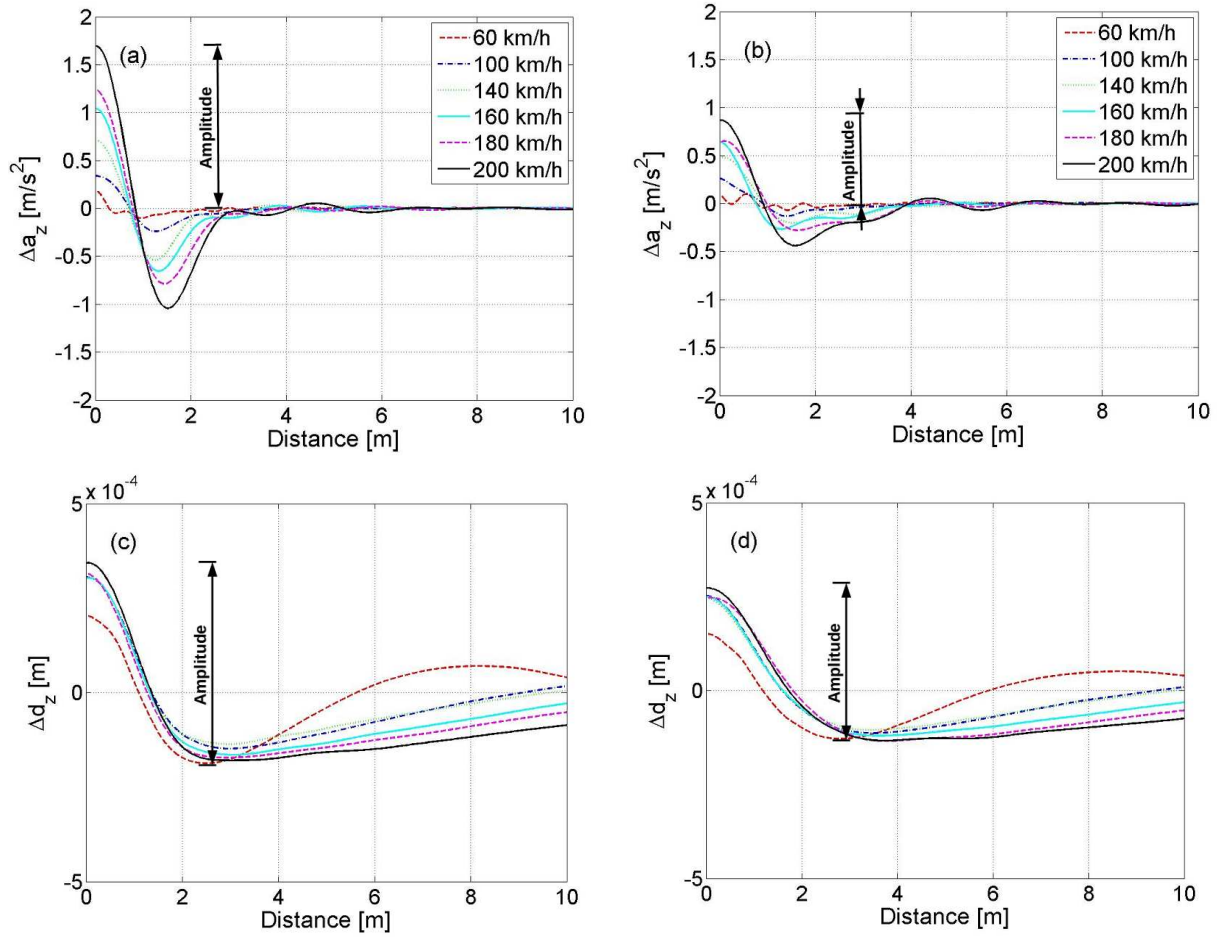 (a)
Amplitude
60 km/h
100 km/h
140 km/h
160 km/h
180 km/h
200 km/h
2
1.5
1
0.5
0
-0.5
-1
-1.5
-2
Δa_z [m/s²]
0 2 4 6 8 10
Distance [m]
(b)
Amplitude
60 km/h
100 km/h
140 km/h
160 km/h
180 km/h
200 km/h
2
1.5
1
0.5
0
-0.5
-1
-1.5
-2
Δa_z [m/s²]
0 2 4 6 8 10
Distance [m]
5 x 10⁻⁴
(c)
Amplitude
0
-5
Δd_z [m]
0 2 4 6 8 10
Distance [m]
5 x 10⁻⁴
(d)
Amplitude
0
-5
Δd_z [m]
0 2 4 6 8 10
Distance [m]